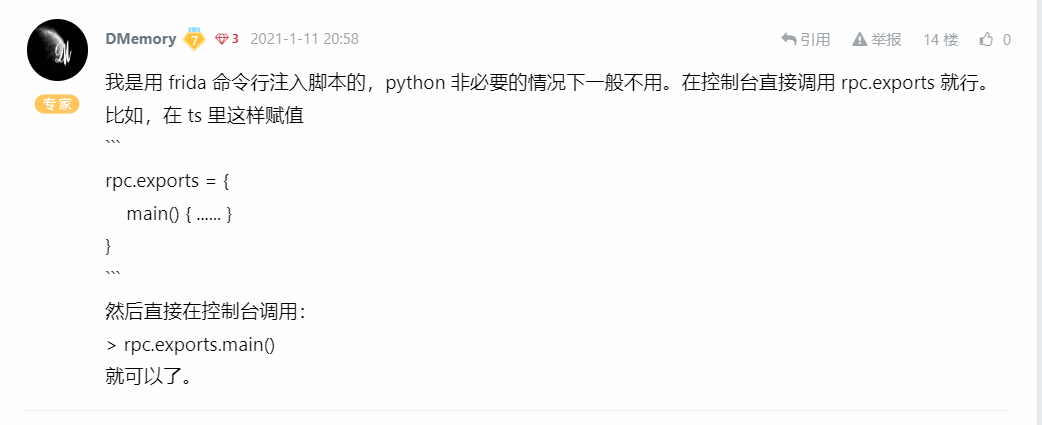 DMemory 7 3 2021-1-11 20:58 引用 举报 14 楼 0
专家
我是用 frida 命令行注入脚本的，python 非必要的情况下一般不用。在控制台直接调用 rpc.exports 就行。
比如，在 ts 里这样赋值
```
rpc.exports = {
    main() { ...... }
}
```
然后直接在控制台调用：
> rpc.exports.main()
就可以了。